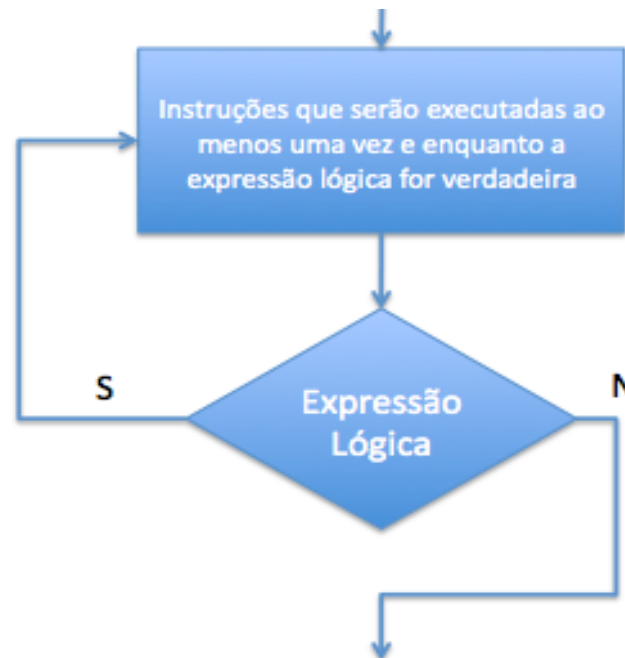 Instruções que serão executadas ao
menos uma vez e enquanto a
expressão lógica for verdadeira
S
N
Expressão
Lógica